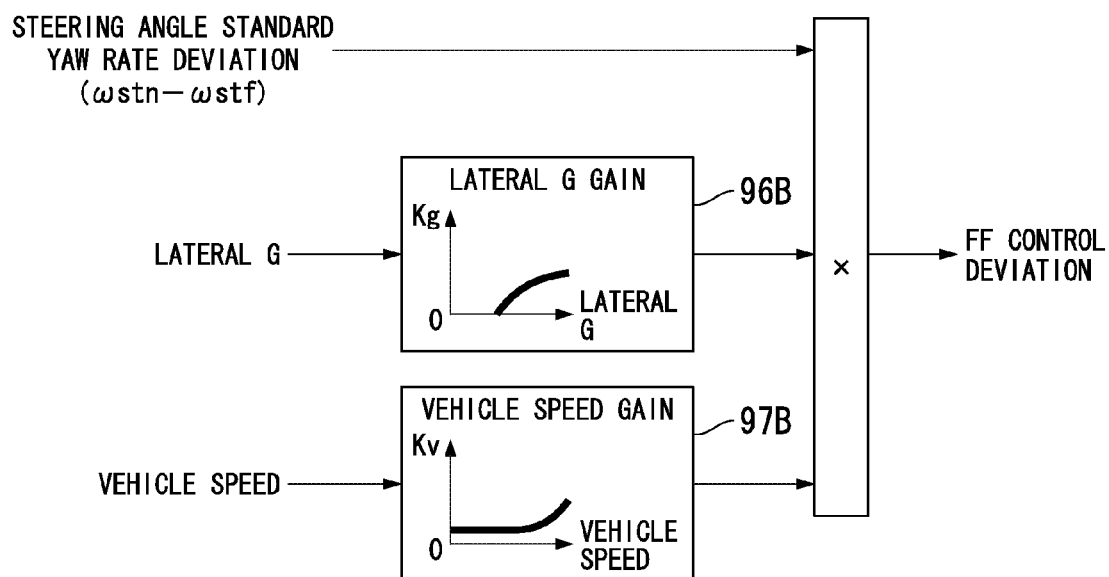 STEERING ANGLE STANDARD
YAW RATE DEVIATION
(ωstn－ωstf)
LATERAL G GAIN
96B
Kg
LATERAL G
0
LATERAL
G
×
FF CONTROL
DEVIATION
VEHICLE SPEED GAIN
97B
Kv
VEHICLE SPEED
0
VEHICLE
SPEED